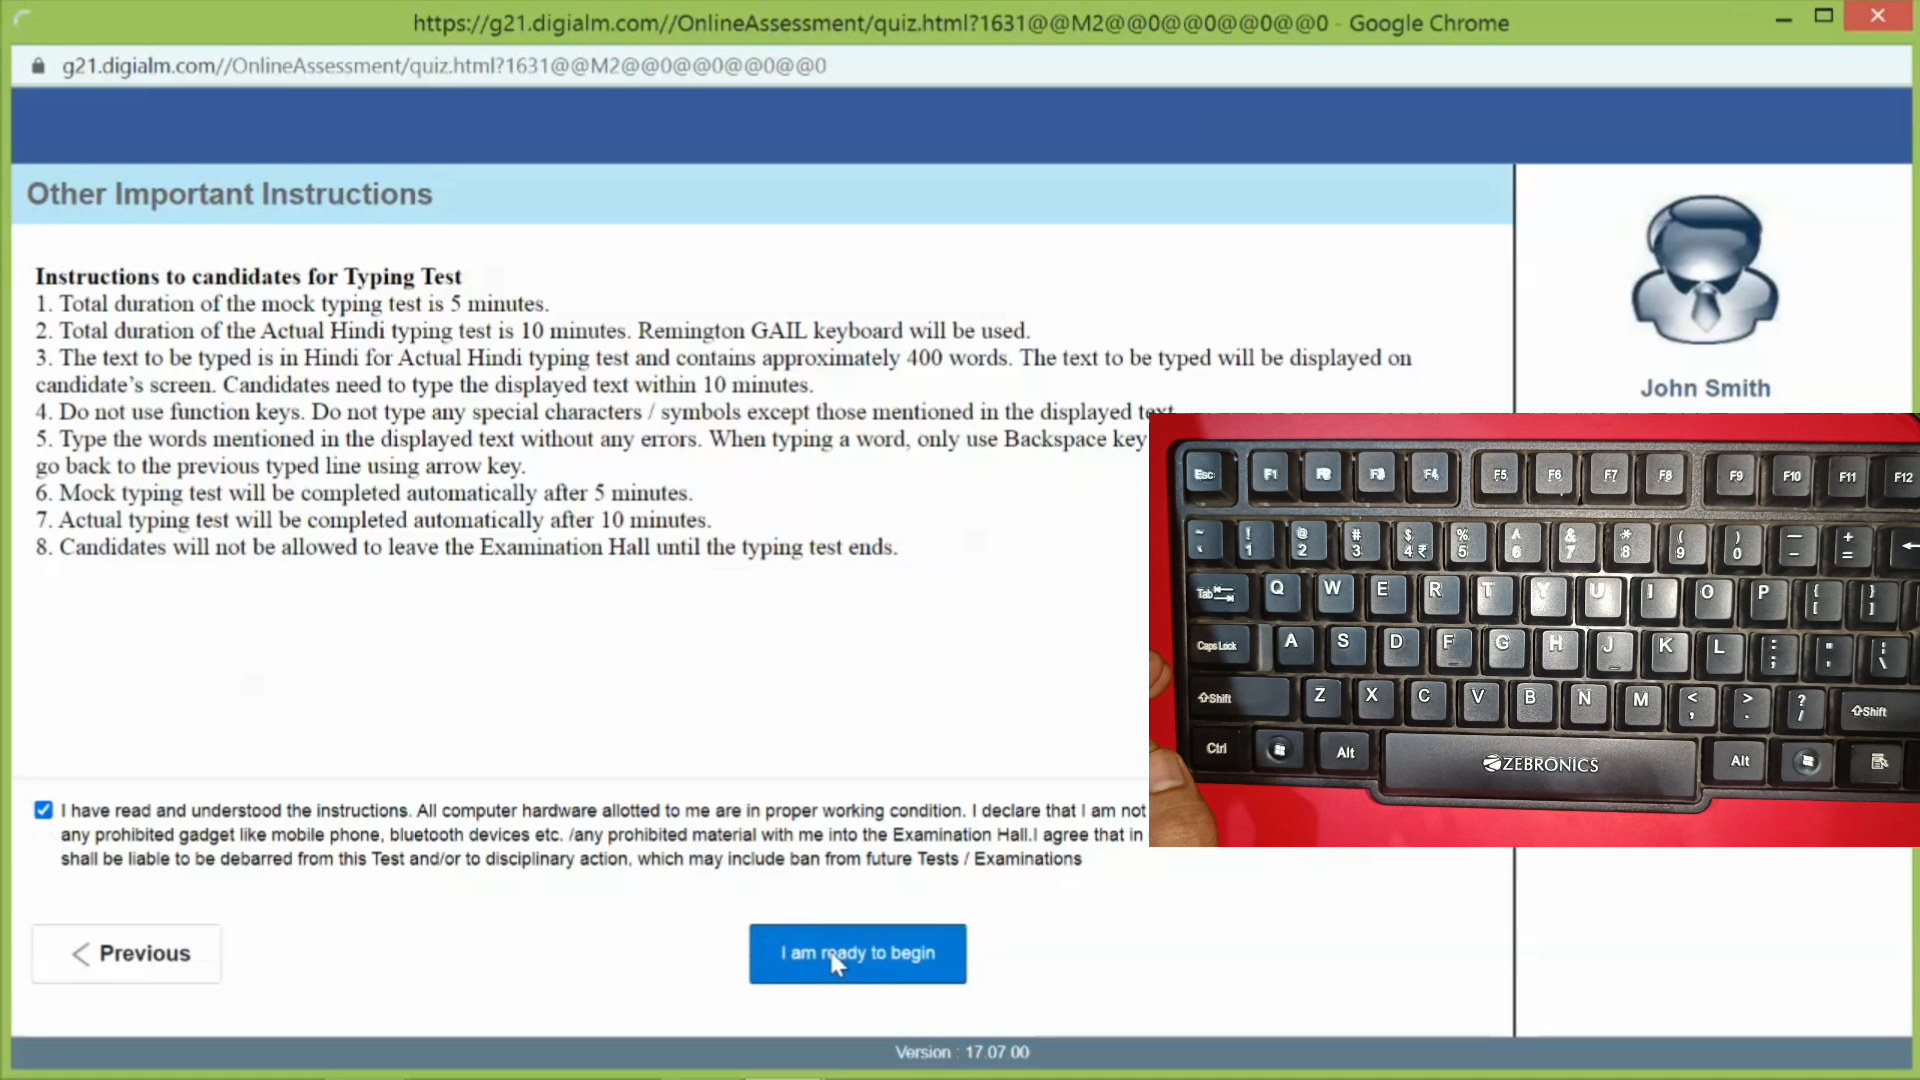 https://g21.digialm.com//OnlineAssessment/quiz.html?1631@@M2@@0@@0@@0@@0 - Google Chrome
g21.digialm.com//OnlineAssessment/quiz.html?1631@@M2@@0@@0@@0@@0
Other Important Instructions
Instructions to candidates for Typing Test
1. Total duration of the mock typing test is 5 minutes.
2. Total duration of the Actual Hindi typing test is 10 minutes. Remington GAIL keyboard will be used.
3. The text to be typed is in Hindi for Actual Hindi typing test and contains approximately 400 words. The text to be typed will be displayed on
candidate's screen. Candidates need to type the displayed text within 10 minutes.
4. Do not use function keys. Do not type any special characters / symbols except those mentioned in the displayed text
5. Type the words mentioned in the displayed text without any errors. When typing a word, only use Backspace key
go back to the previous typed line using arrow key.
6. Mock typing test will be completed automatically after 5 minutes.
7. Actual typing test will be completed automatically after 10 minutes.
8. Candidates will not be allowed to leave the Examination Hall until the typing test ends.
John Smith
Esc F1 F2 F3 F4 F5 F6 F7 F8 F9 F10 F11 F12
~ ! @ # $ % ^ & * ( ) — +
` 1 2 3 4 ₹ 5 6 7 8 9 0 - =
Tab Q W E R T Y U I O P { [ } ]
Caps Lock A S D F G H J K L : ; " ' | \
Shift Z X C V B N M < , > . ? / Shift
Ctrl Alt ZEBRONICS Alt
I have read and understood the instructions. All computer hardware allotted to me are in proper working condition. I declare that I am not
any prohibited gadget like mobile phone, bluetooth devices etc. /any prohibited material with me into the Examination Hall.I agree that in
shall be liable to be debarred from this Test and/or to disciplinary action, which may include ban from future Tests / Examinations
< Previous
I am ready to begin
Version : 17.07.00